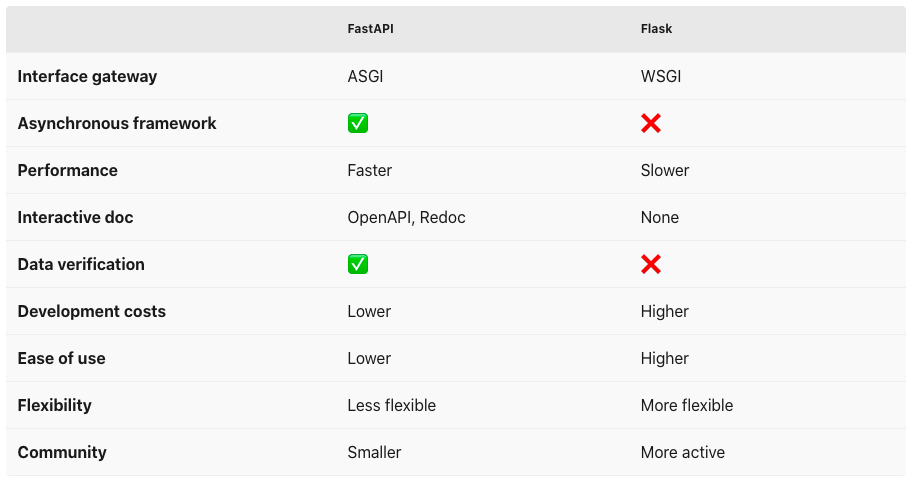 FastAPI Flask
Interface gateway ASGI WSGI
Asynchronous framework ✅ ❌
Performance Faster Slower
Interactive doc OpenAPI, Redoc None
Data verification ✅ ❌
Development costs Lower Higher
Ease of use Lower Higher
Flexibility Less flexible More flexible
Community Smaller More active